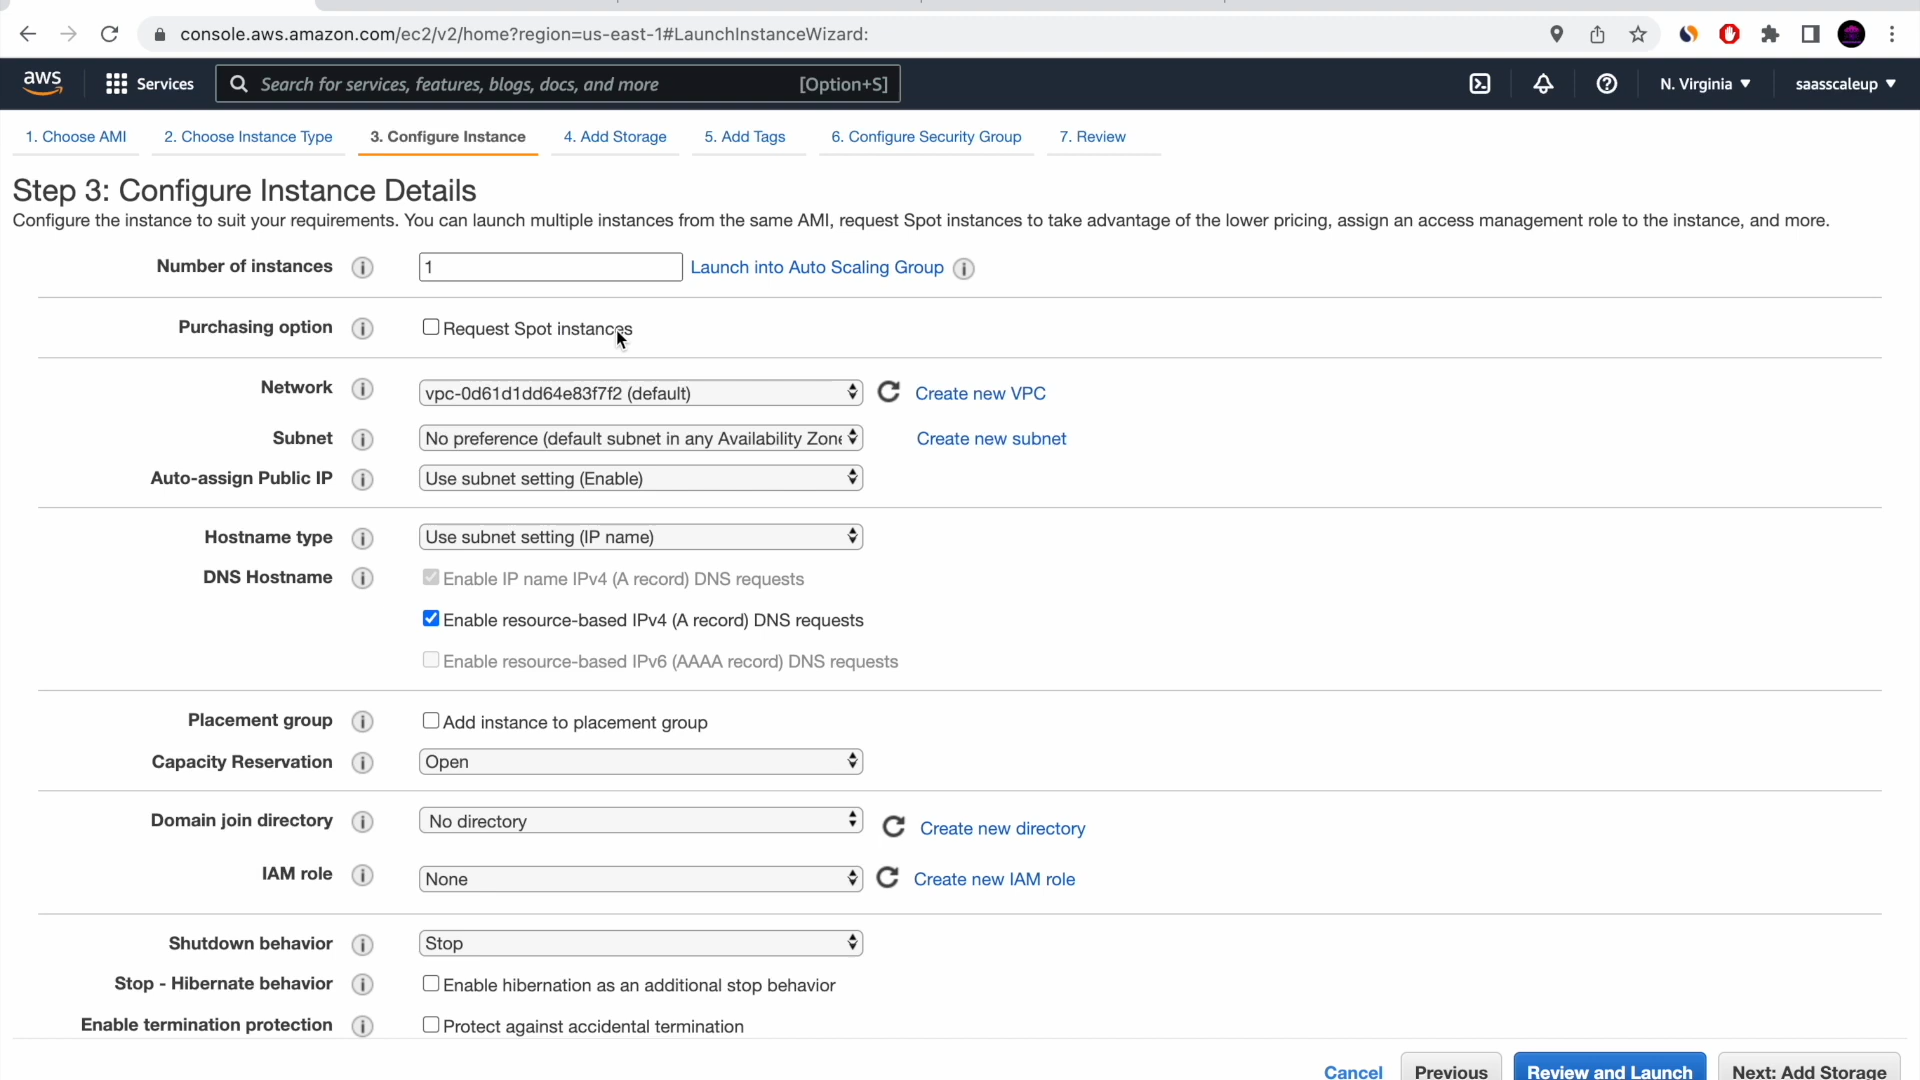 console.aws.amazon.com/ec2/v2/home?region=us-east-1#LaunchInstanceWizard:
aws Services Search for services, features, blogs, docs, and more [Option+S] N. Virginia saasscaleup
1. Choose AMI 2. Choose Instance Type 3. Configure Instance 4. Add Storage 5. Add Tags 6. Configure Security Group 7. Review
Step 3: Configure Instance Details
Configure the instance to suit your requirements. You can launch multiple instances from the same AMI, request Spot instances to take advantage of the lower pricing, assign an access management role to the instance, and more.
Number of instances i 1 Launch into Auto Scaling Group i
Purchasing option i Request Spot instances
Network i vpc-0d61d1dd64e83f7f2 (default) Create new VPC
Subnet i No preference (default subnet in any Availability Zone Create new subnet
Auto-assign Public IP i Use subnet setting (Enable)
Hostname type i Use subnet setting (IP name)
DNS Hostname i Enable IP name IPv4 (A record) DNS requests
Enable resource-based IPv4 (A record) DNS requests
Enable resource-based IPv6 (AAAA record) DNS requests
Placement group i Add instance to placement group
Capacity Reservation i Open
Domain join directory i No directory Create new directory
IAM role i None Create new IAM role
Shutdown behavior i Stop
Stop - Hibernate behavior i Enable hibernation as an additional stop behavior
Enable termination protection i Protect against accidental termination
Cancel Previous Review and Launch Next: Add Storage